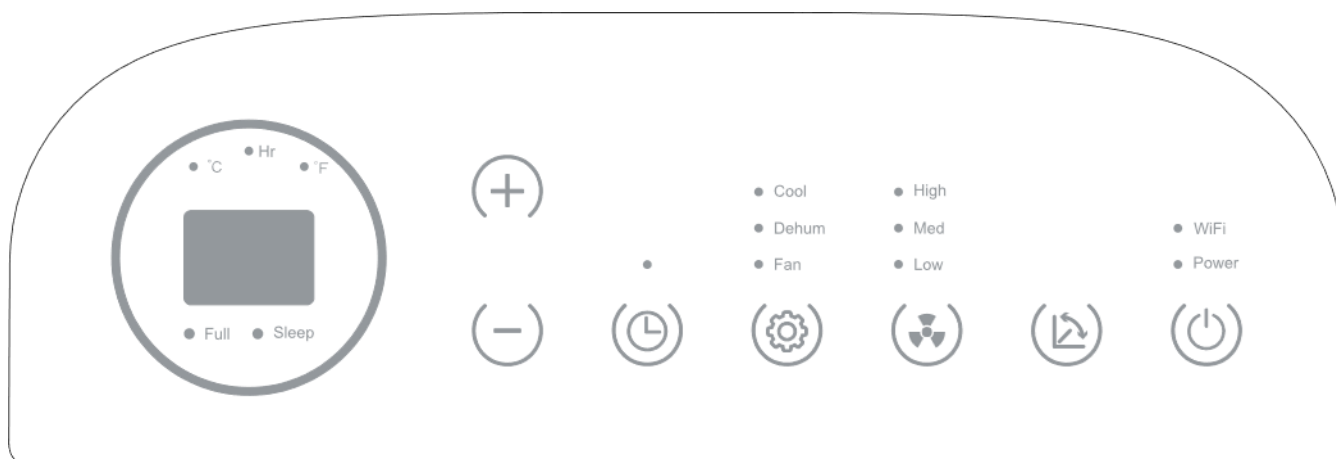 °C
Hr
°F
Full
Sleep
Cool
Dehum
Fan
High
Med
Low
WiFi
Power